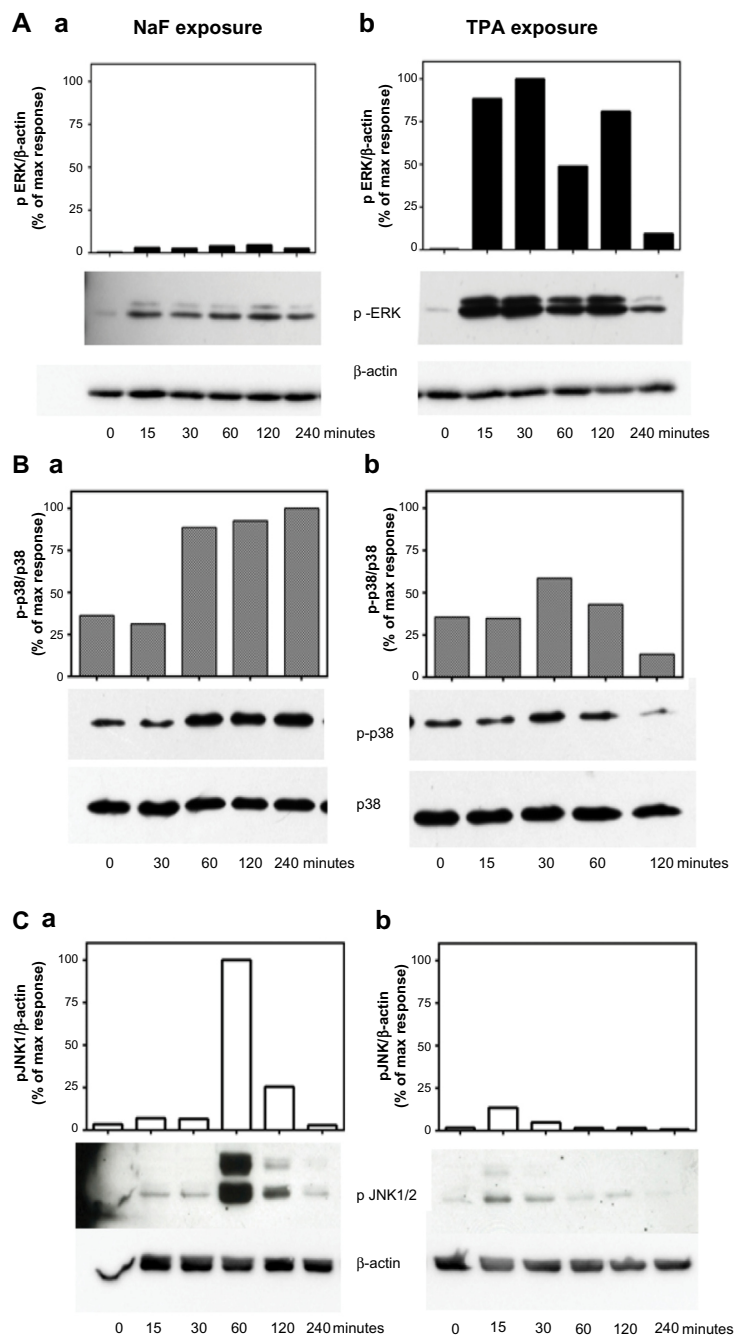 A a NaF exposure b TPA exposure
p ERK/β-actin
(% of max response)
100
75
50
25
0
p ERK/β-actin
(% of max response)
100
75
50
25
0
p -ERK
β-actin
0 15 30 60 120 240 minutes
0 15 30 60 120 240 minutes
B a b
p-p38/p38
(% of max response)
100
75
50
25
0
p-p38/p38
(% of max response)
100
75
50
25
0
p-p38
p38
0 30 60 120 240 minutes
0 15 30 60 120 minutes
C a b
pJNK1/β-actin
(% of max response)
100
75
50
25
0
pJNK/β-actin
(% of max response)
100
75
50
25
0
p JNK1/2
β-actin
0 15 30 60 120 240 minutes
0 15 30 60 120 240 minutes